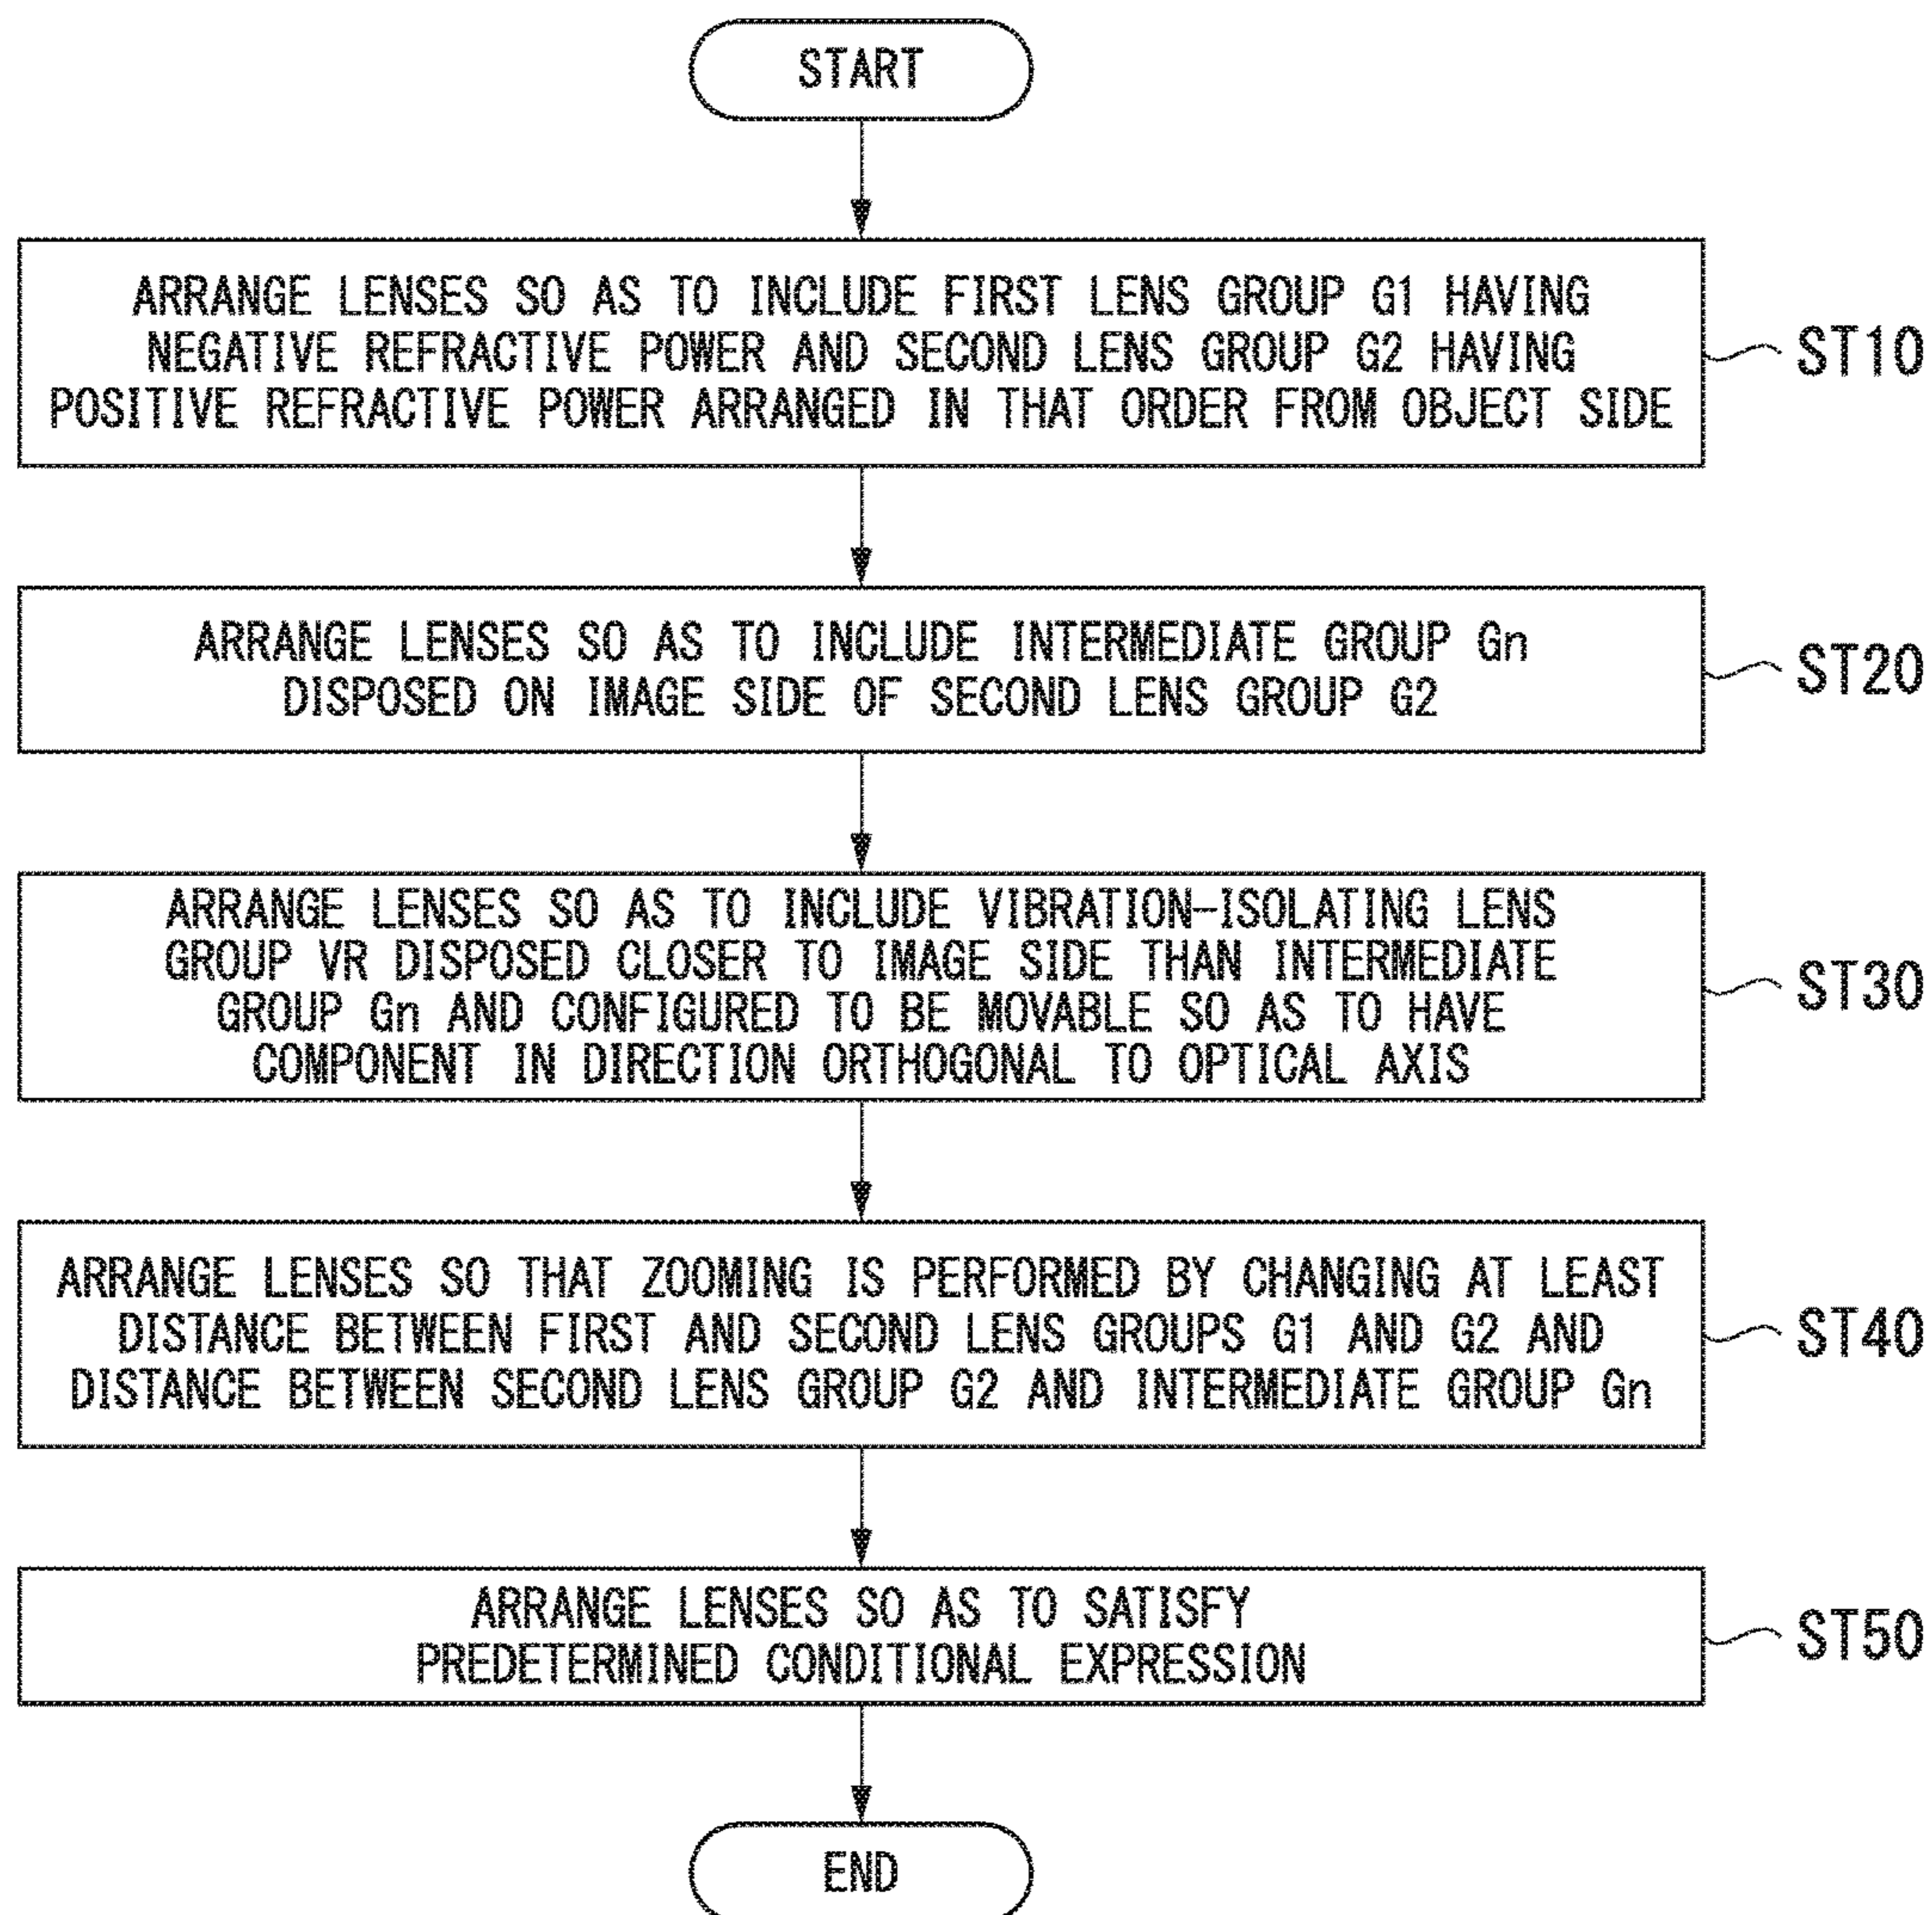 START
ARRANGE LENSES SO AS TO INCLUDE FIRST LENS GROUP G1 HAVING
NEGATIVE REFRACTIVE POWER AND SECOND LENS GROUP G2 HAVING
POSITIVE REFRACTIVE POWER ARRANGED IN THAT ORDER FROM OBJECT SIDE
ST10
ARRANGE LENSES SO AS TO INCLUDE INTERMEDIATE GROUP Gn
DISPOSED ON IMAGE SIDE OF SECOND LENS GROUP G2
ST20
ARRANGE LENSES SO AS TO INCLUDE VIBRATION-ISOLATING LENS
GROUP VR DISPOSED CLOSER TO IMAGE SIDE THAN INTERMEDIATE
GROUP Gn AND CONFIGURED TO BE MOVABLE SO AS TO HAVE
COMPONENT IN DIRECTION ORTHOGONAL TO OPTICAL AXIS
ST30
ARRANGE LENSES SO THAT ZOOMING IS PERFORMED BY CHANGING AT LEAST
DISTANCE BETWEEN FIRST AND SECOND LENS GROUPS G1 AND G2 AND
DISTANCE BETWEEN SECOND LENS GROUP G2 AND INTERMEDIATE GROUP Gn
ST40
ARRANGE LENSES SO AS TO SATISFY
PREDETERMINED CONDITIONAL EXPRESSION
ST50
END